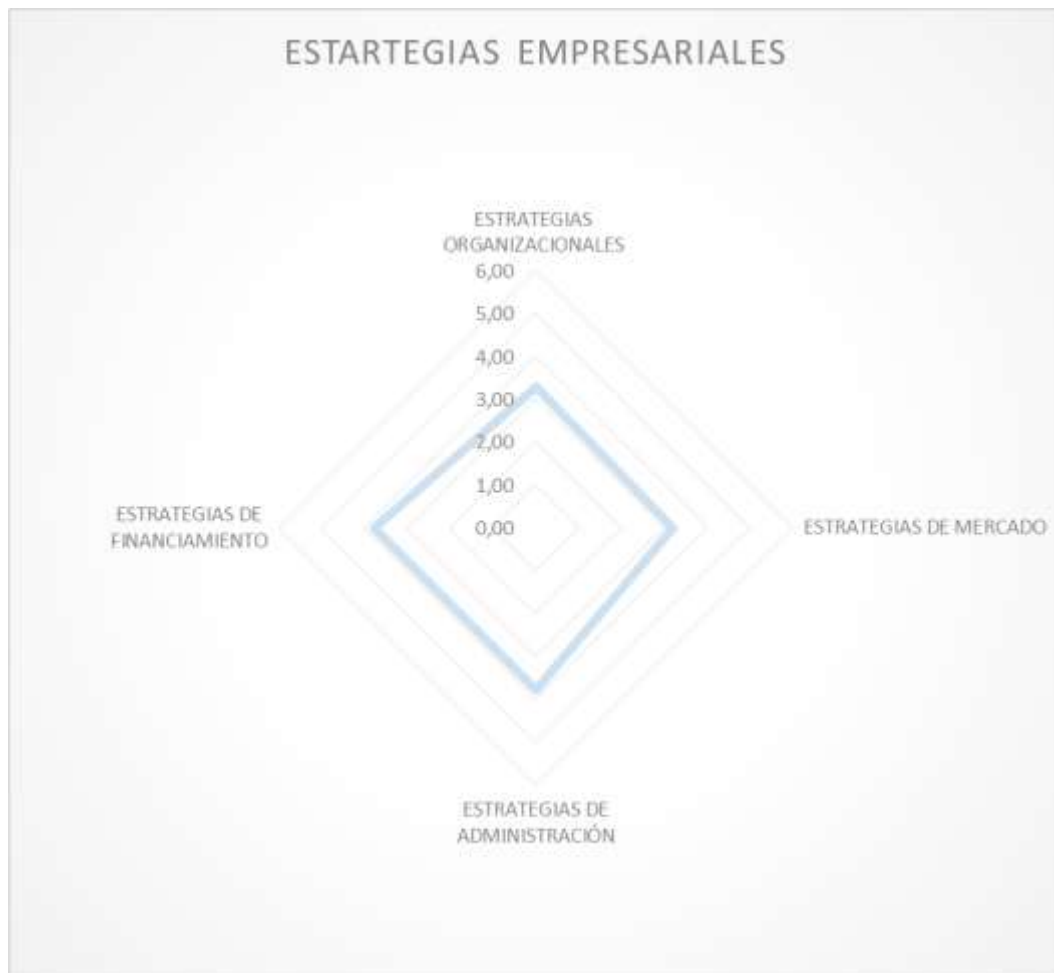 ESTARTEGIAS EMPRESARIALES
ESTRATEGIAS
ORGANIZACIONALES
6,00
5,00
4,00
3,00
2,00
1,00
0,00
ESTRATEGIAS DE
FINANCIAMIENTO
ESTRATEGIAS DE MERCADO
ESTRATEGIAS DE
ADMINISTRACIÓN